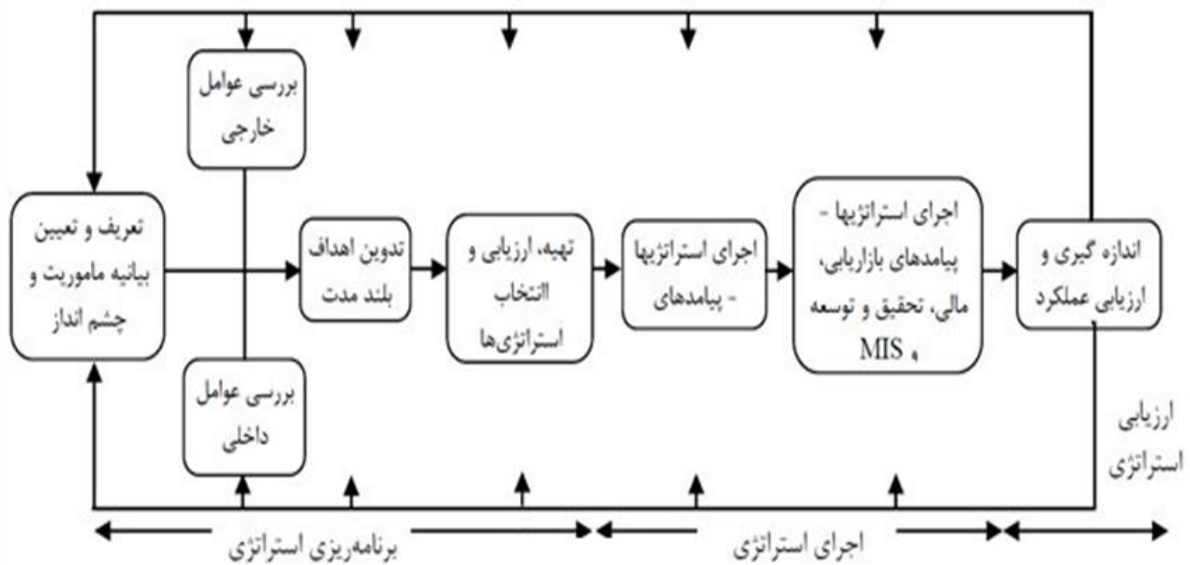 بررسی عوامل
خارجی
تعریف و تعیین
بیانیه ماموریت و
چشم انداز
بررسی عوامل
داخلی
تدوین اهداف
بلند مدت
تهیه، ارزیابی و
اانتخاب
استراتژی‌ها
اجرای استراتژیها
- پیامدهای
اجرای استراتژیها -
پیامدهای بازاریابی،
مالی، تحقیق و توسعه
و MIS
اندازه گیری و
ارزیابی عملکرد
ارزیابی
استراتژی
برنامه‌ریزی استراتژی
اجرای استراتژی